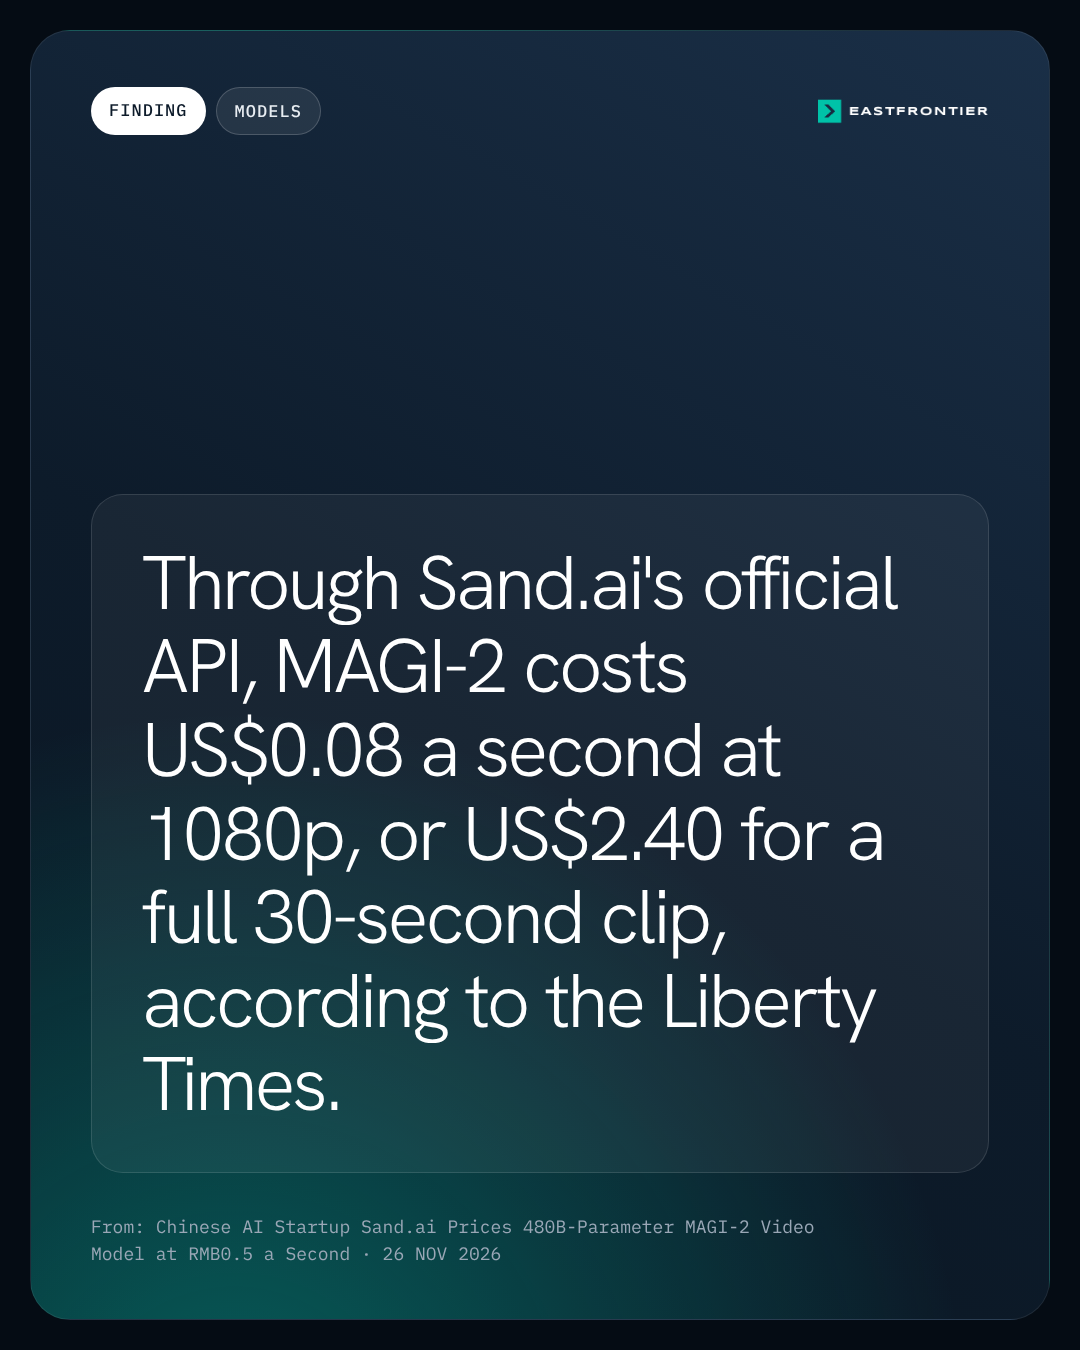 FINDING
MODELS
EASTFRONTIER
Through Sand.ai's official
API, MAGI-2 costs
US$0.08 a second at
1080p, or US$2.40 for a
full 30-second clip,
according to the Liberty
Times.
From: Chinese AI Startup Sand.ai Prices 480B-Parameter MAGI-2 Video
Model at RMB0.5 a Second · 26 NOV 2026